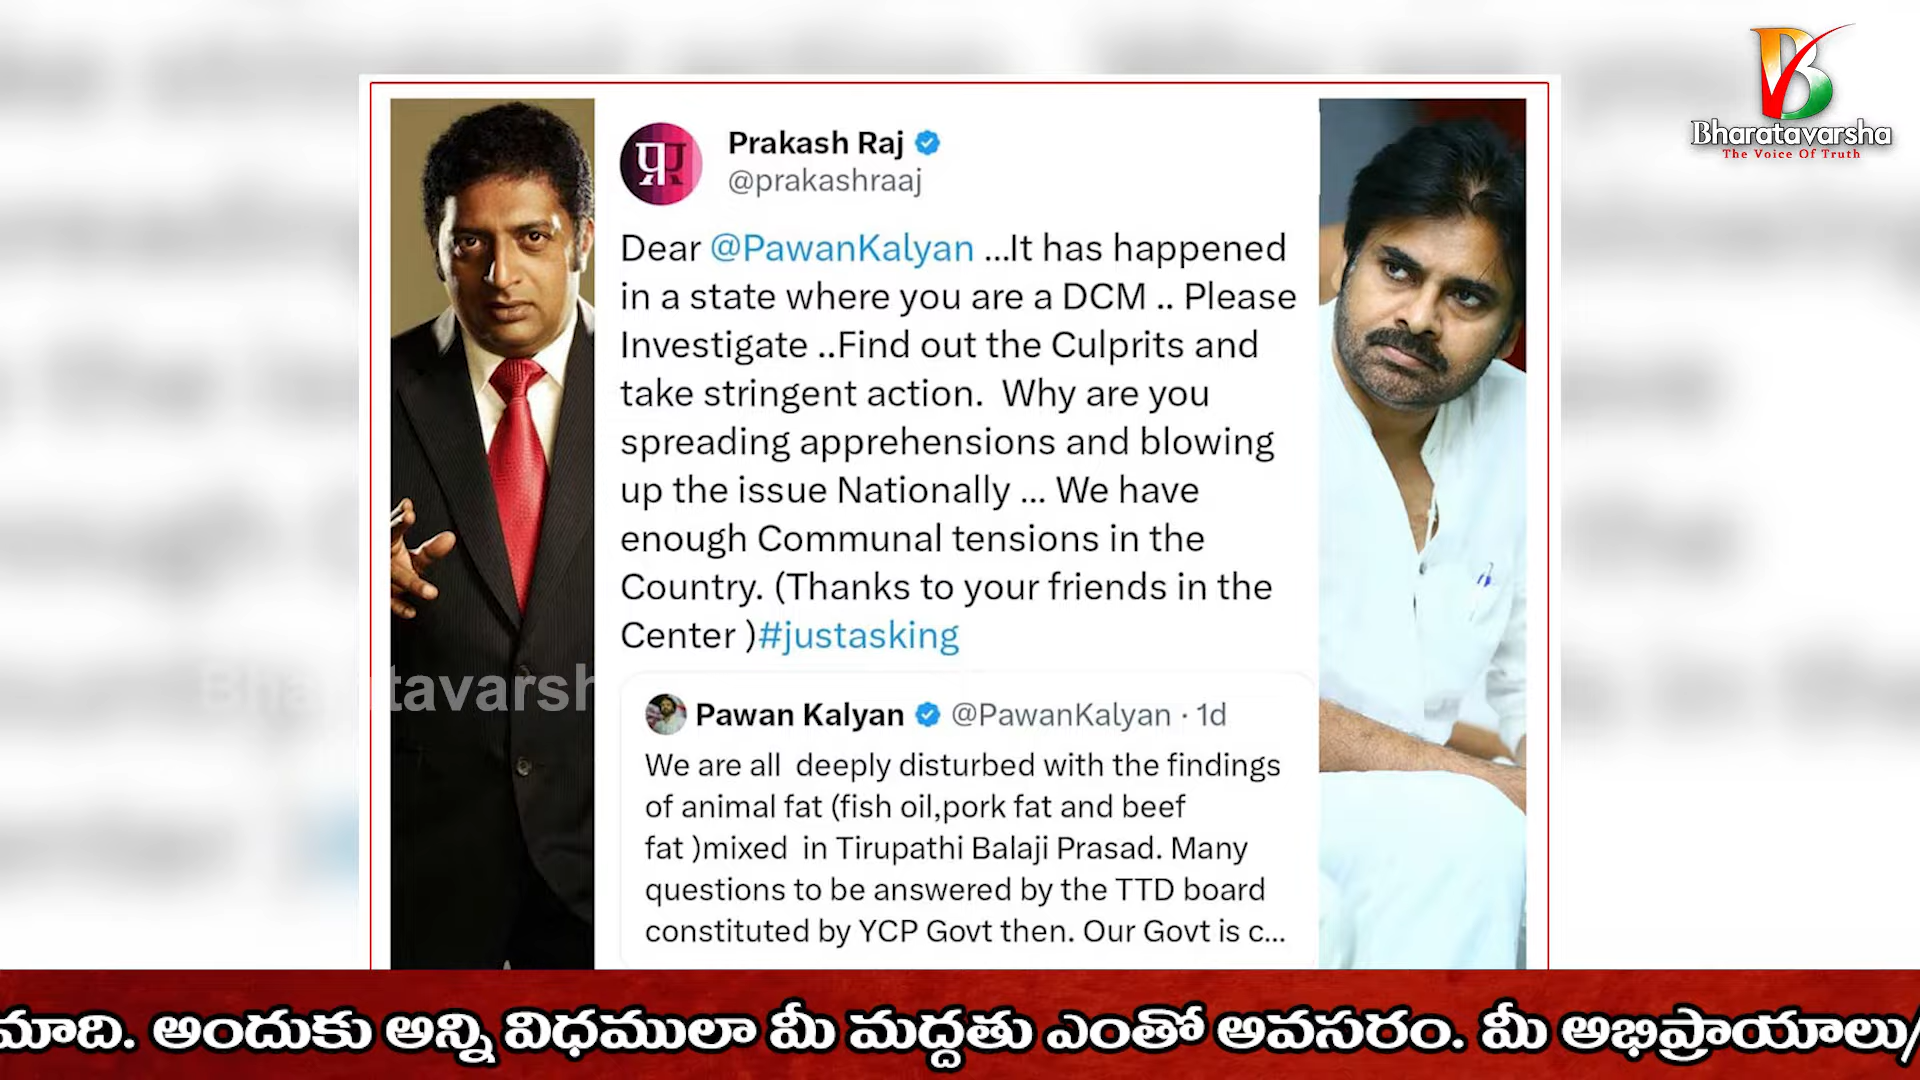 Bharatavarsha
The Voice Of Truth
Prakash Raj
@prakashraaj
Dear @PawanKalyan ...It has happened
in a state where you are a DCM .. Please
Investigate ..Find out the Culprits and
take stringent action.  Why are you
spreading apprehensions and blowing
up the issue Nationally ... We have
enough Communal tensions in the
Country. (Thanks to your friends in the
Center )#justasking
Bharatavarsh
Pawan Kalyan @PawanKalyan · 1d
We are all  deeply disturbed with the findings
of animal fat (fish oil,pork fat and beef
fat )mixed  in Tirupathi Balaji Prasad. Many
questions to be answered by the TTD board
constituted by YCP Govt then. Our Govt is c...
మాది. అందుకు అన్ని విధములా మీ మద్దతు ఎంతో అవసరం. మీ అభిప్రాయాలు/